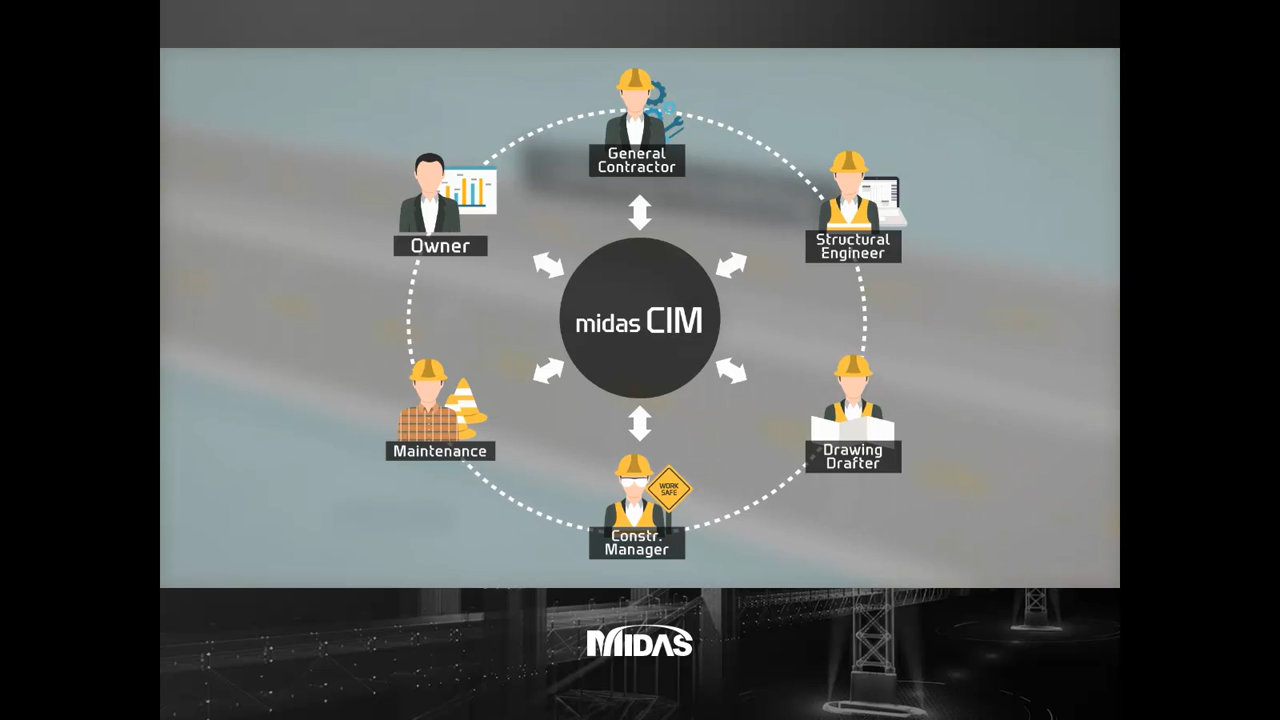 General
Contractor
Owner
Structural
Engineer
midas CIM
Maintenance
Drawing
Drafter
WORK
SAFE
Constr.
Manager
MIDAS